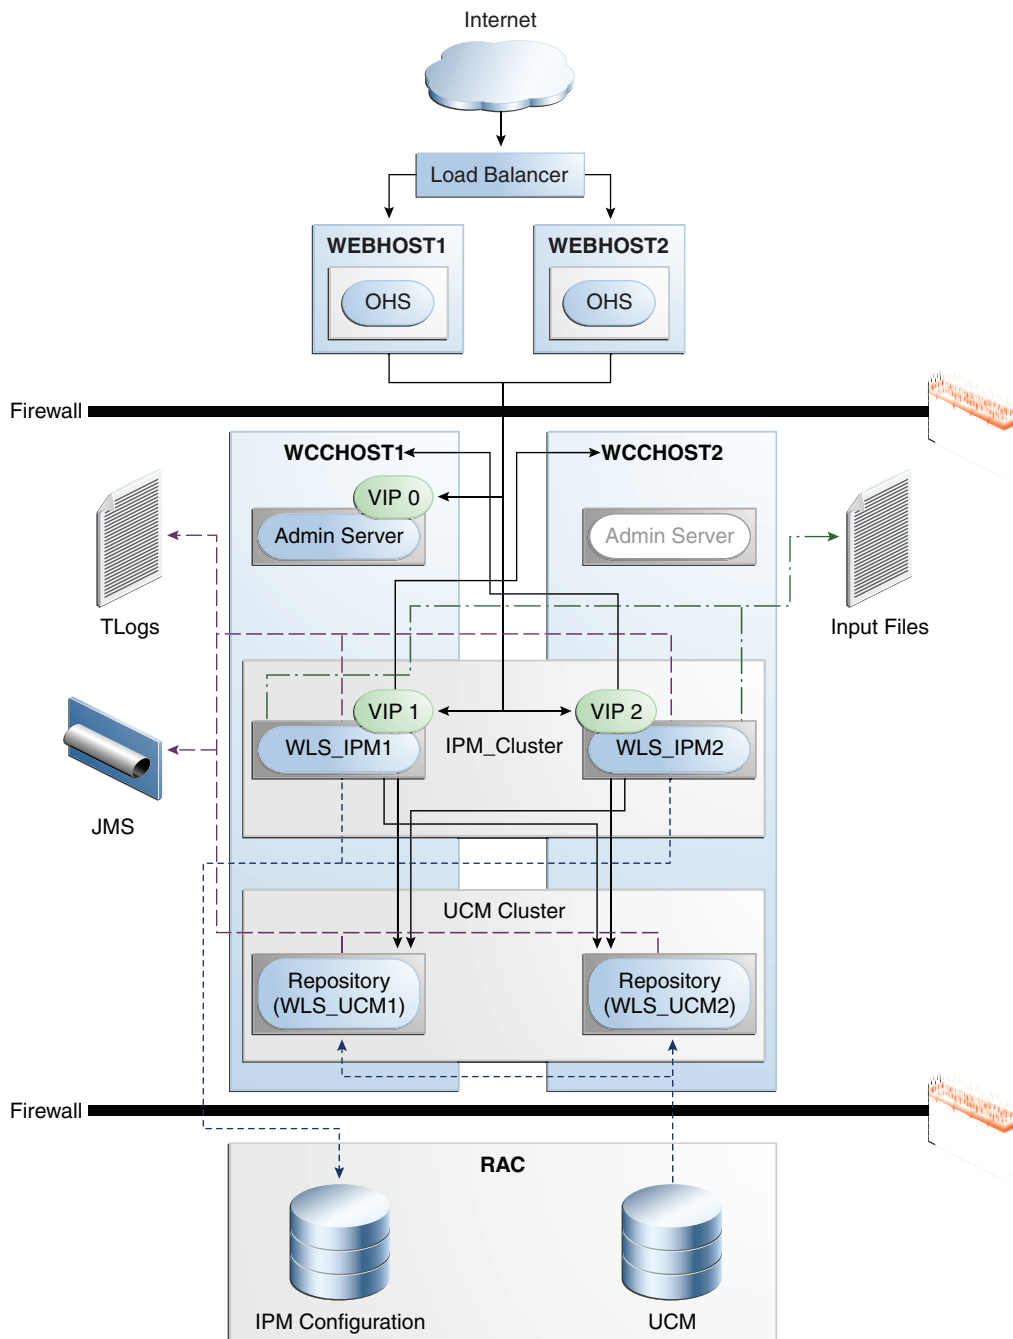 Internet
Load Balancer
WEBHOST1
WEBHOST2
OHS
OHS
Firewall
WCCHOST1
WCCHOST2
VIP 0
Admin Server
Admin Server
TLogs
Input Files
VIP 1
VIP 2
WLS_IPM1
IPM_Cluster
WLS_IPM2
JMS
UCM Cluster
Repository
(WLS_UCM1)
Repository
(WLS_UCM2)
Firewall
RAC
IPM Configuration
UCM